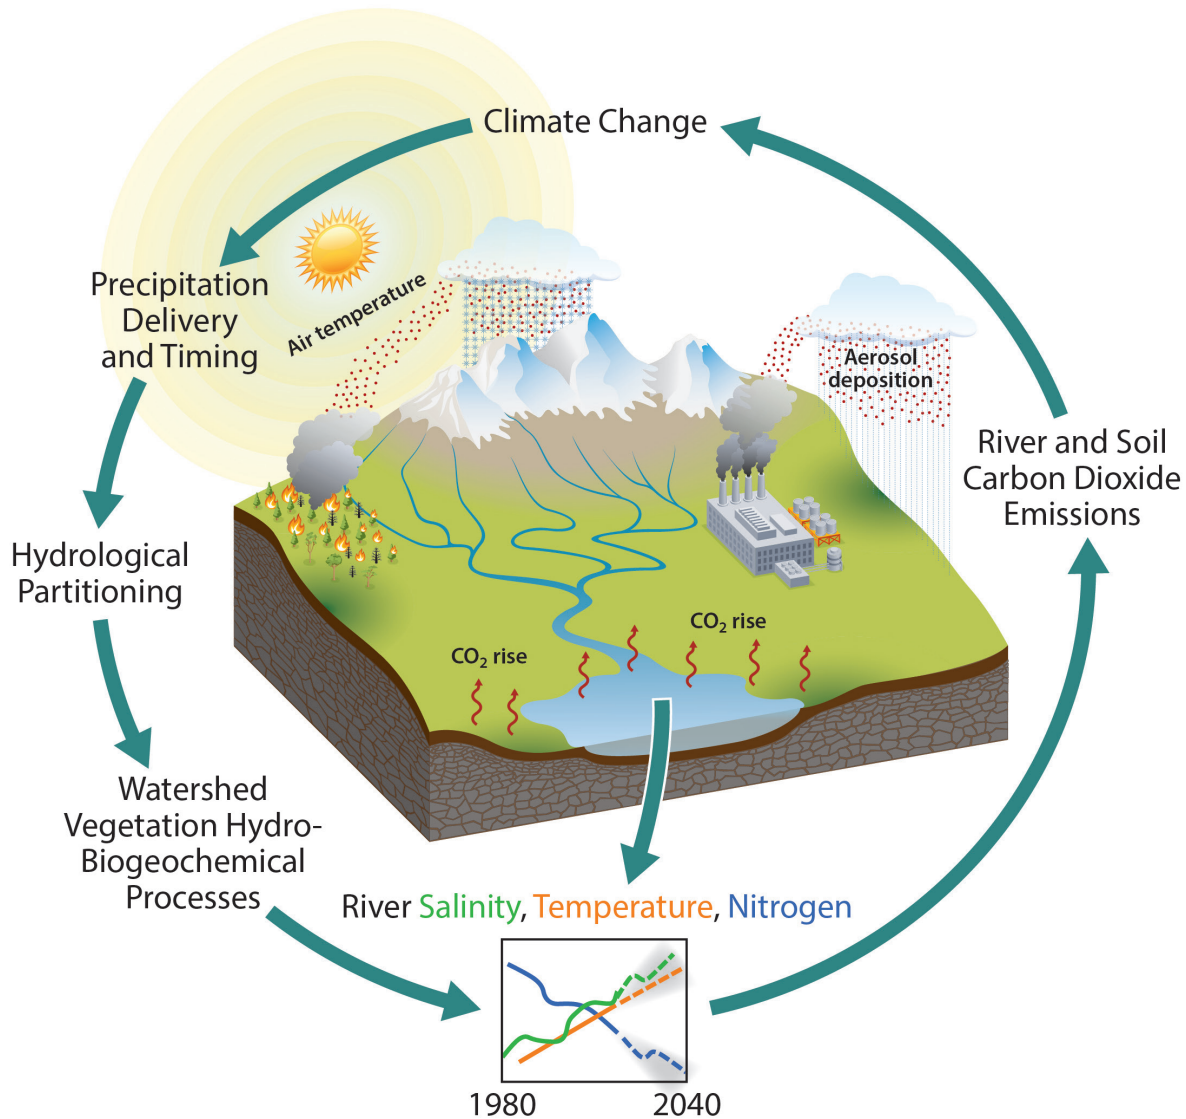 Climate Change
Precipitation
Delivery
and Timing
Air temperature
Aerosol
deposition
River and Soil
Carbon Dioxide
Emissions
Hydrological
Partitioning
CO₂ rise
CO₂ rise
Watershed
Vegetation Hydro-
Biogeochemical
Processes
River Salinity, Temperature, Nitrogen
1980 2040